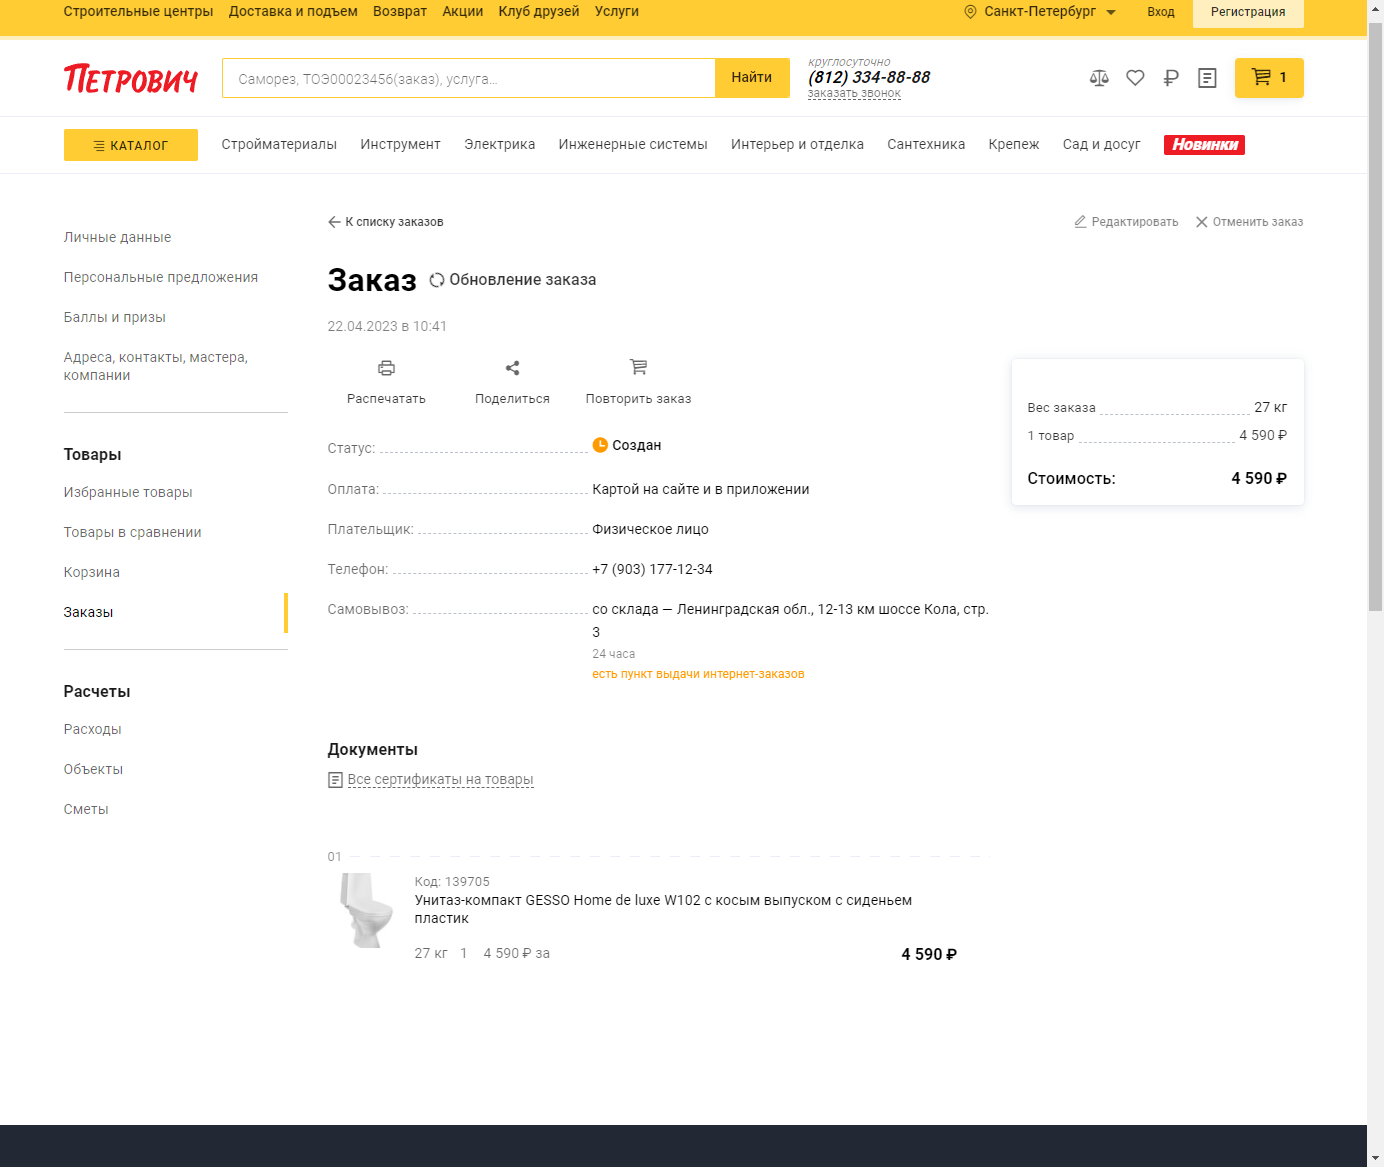 Строительные центры Доставка и подъем Возврат Акции Клуб друзей Услуги Санкт-Петербург Вход Регистрация
Петрович
Саморез, ТОЭ00023456(заказ), услуга... Найти
круглосуточно
(812) 334-88-88
заказать звонок
1
КАТАЛОГ Стройматериалы Инструмент Электрика Инженерные системы Интерьер и отделка Сантехника Крепеж Сад и досуг Новинки
К списку заказов Редактировать Отменить заказ
Личные данные
Персональные предложения
Баллы и призы
Адреса, контакты, мастера,
компании
Товары
Избранные товары
Товары в сравнении
Корзина
Заказы
Расчеты
Расходы
Объекты
Сметы
Заказ Обновление заказа
22.04.2023 в 10:41
Распечатать Поделиться Повторить заказ
Статус: Создан
Оплата: Картой на сайте и в приложении
Плательщик: Физическое лицо
Телефон: +7 (903) 177-12-34
Самовывоз: со склада — Ленинградская обл., 12-13 км шоссе Кола, стр.
3
24 часа
есть пункт выдачи интернет-заказов
Вес заказа 27 кг
1 товар 4 590 ₽
Стоимость: 4 590 ₽
Документы
Все сертификаты на товары
01
Код: 139705
Унитаз-компакт GESSO Home de luxe W102 с косым выпуском с сиденьем
пластик
27 кг 1 4 590 ₽ за 4 590 ₽